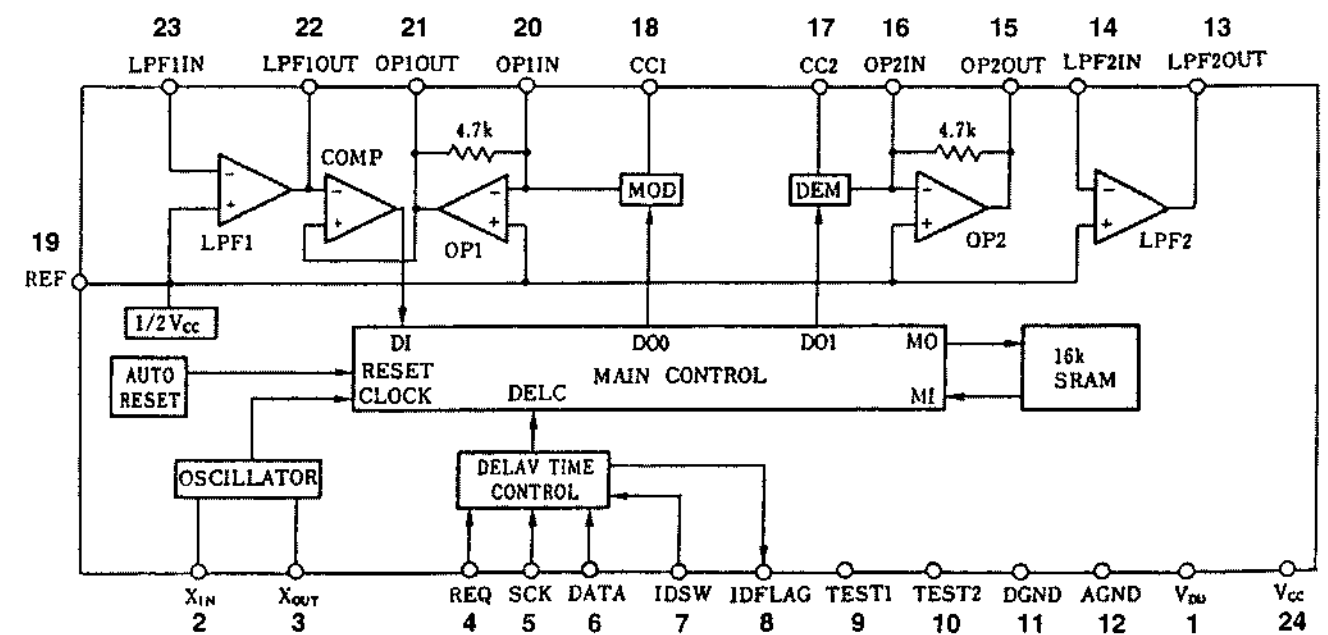 23 22 21 20 18 17 16 15 14 13
LPF1IN LPF1OUT OP1OUT OP1IN CC1 CC2 OP2IN OP2OUT LPF2IN LPF2OUT
4.7k 4.7k
COMP
MOD DEM
LPF1 OP1 OP2 LPF2
19
REF
1/2Vcc
DI DO0 DO1 MO
RESET
CLOCK
MAIN CONTROL
DELC
MI
16k
SRAM
AUTO
RESET
OSCILLATOR
DELAV TIME
CONTROL
XIN XOUT REQ SCK DATA IDSW IDFLAG TEST1 TEST2 DGND AGND VDD Vcc
2 3 4 5 6 7 8 9 10 11 12 1 24